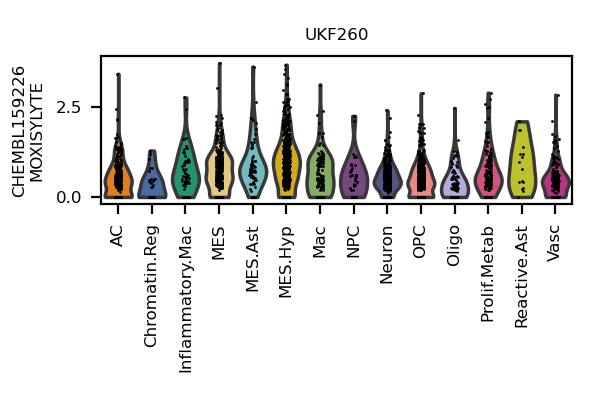 UKF260
CHEMBL159226
MOXISYLYTE
2.5
0.0
AC
Chromatin.Reg
Inflammatory.Mac
MES
MES.Ast
MES.Hyp
Mac
NPC
Neuron
OPC
Oligo
Prolif.Metab
Reactive.Ast
Vasc